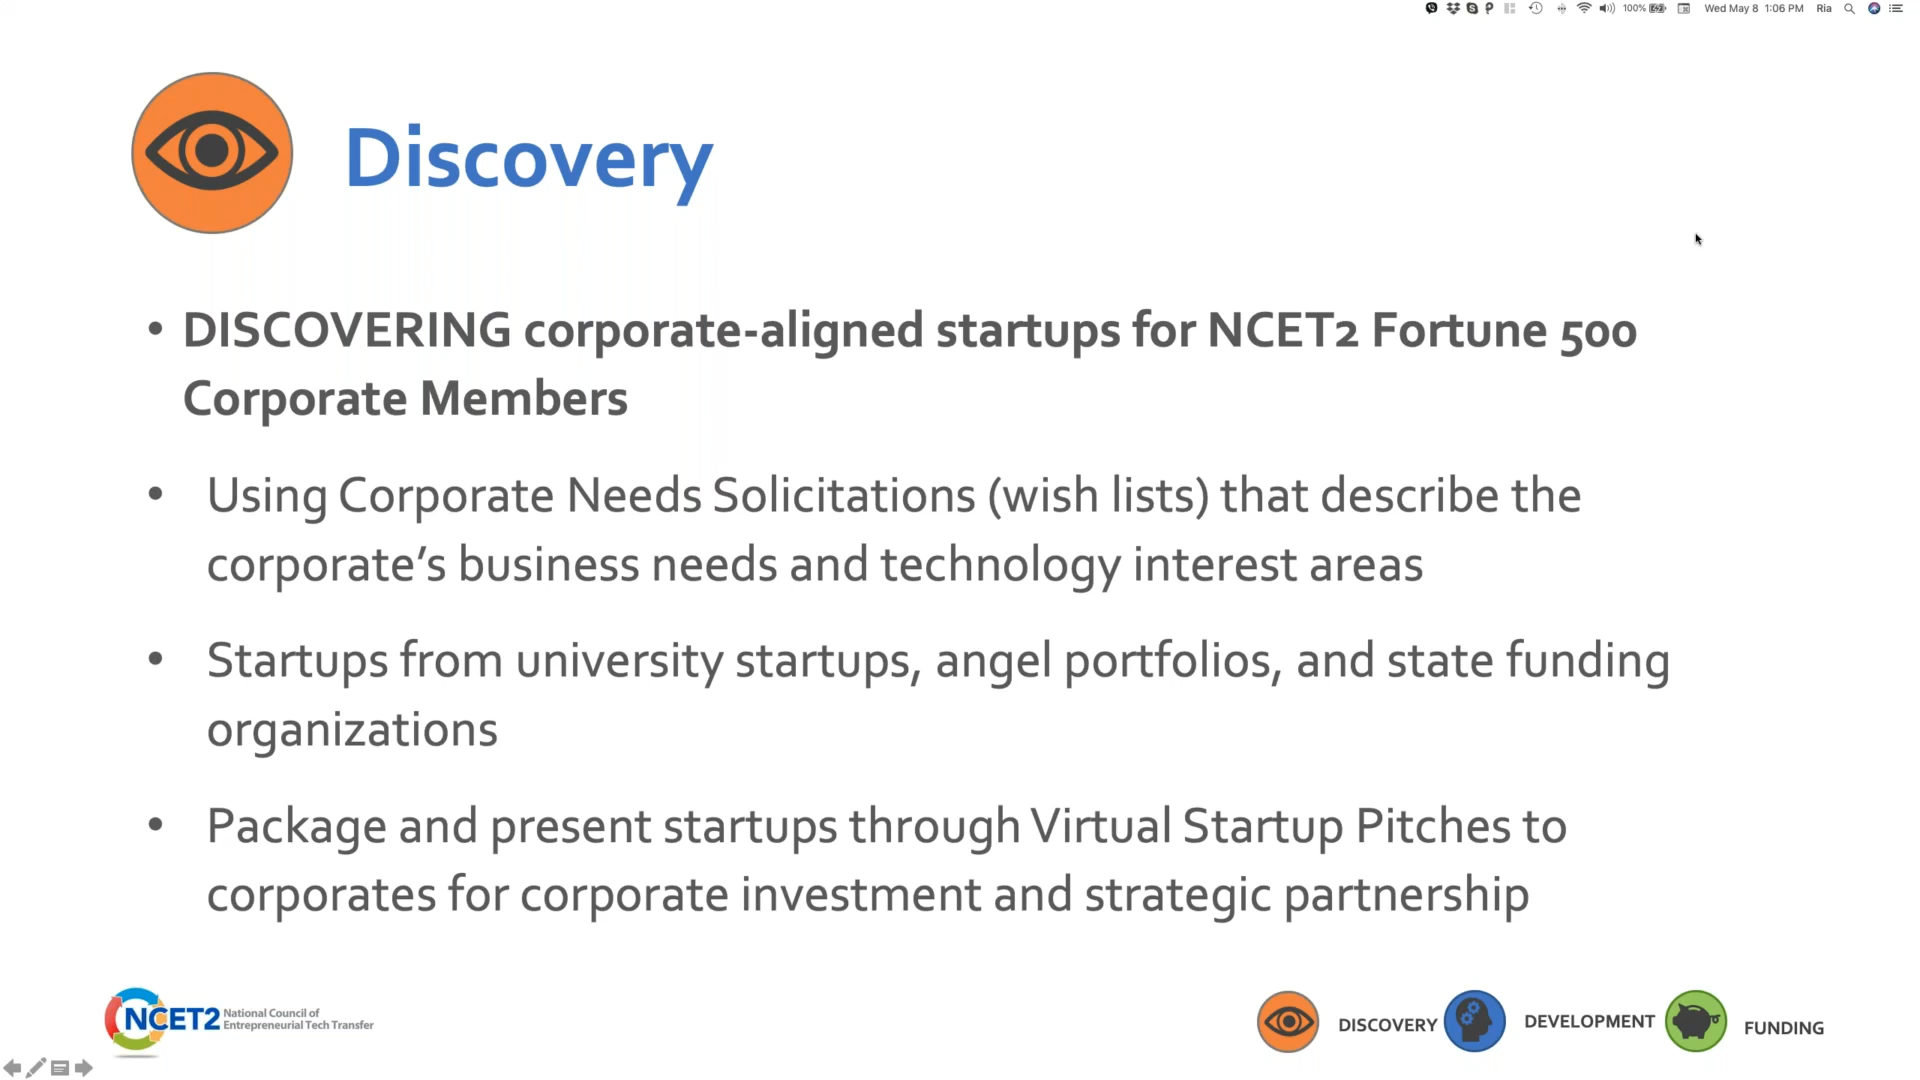 100% Wed May 8 1:06 PM Ria
Discovery
• DISCOVERING corporate-aligned startups for NCET2 Fortune 500
Corporate Members
• Using Corporate Needs Solicitations (wish lists) that describe the
corporate’s business needs and technology interest areas
• Startups from university startups, angel portfolios, and state funding
organizations
• Package and present startups through Virtual Startup Pitches to
corporates for corporate investment and strategic partnership
NCET2 National Council of
Entrepreneurial Tech Transfer
DISCOVERY DEVELOPMENT FUNDING